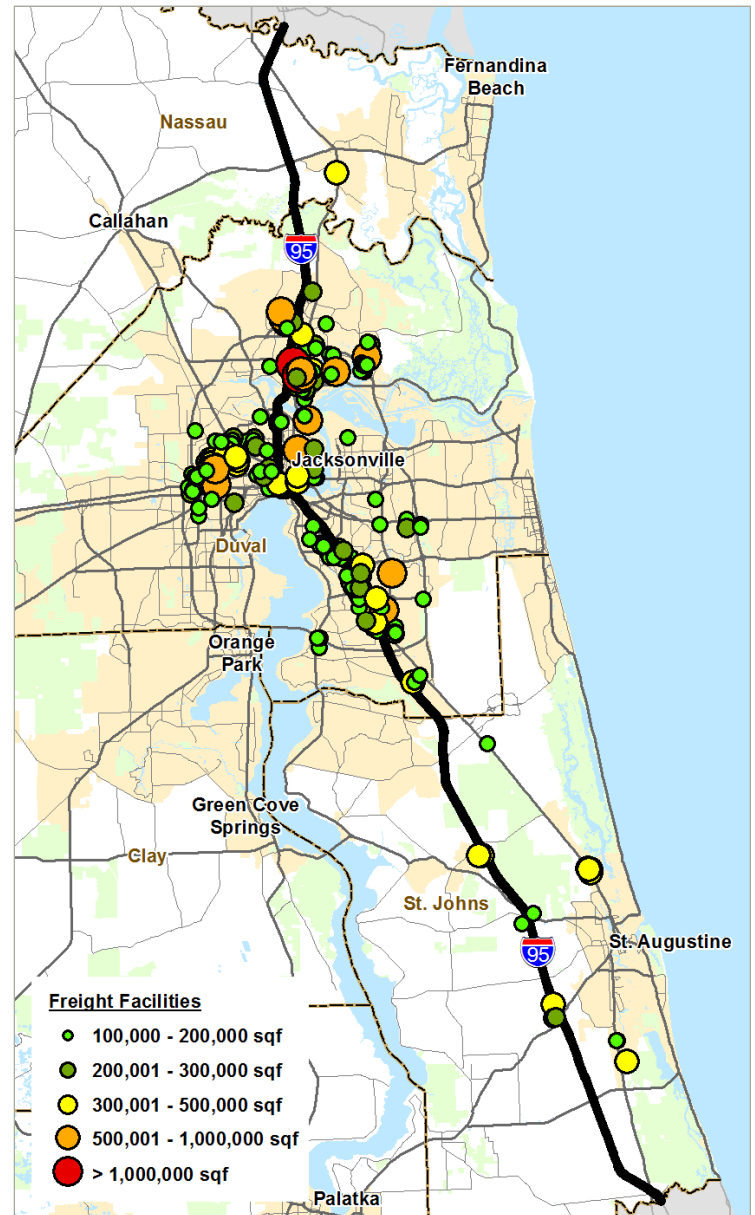 Fernandina
Beach
Nassau
Callahan
95
Jacksonville
Duval
Orange
Park
Green Cove
Springs
Clay
St. Johns
St. Augustine
95
Freight Facilities
100,000 - 200,000 sqf
200,001 - 300,000 sqf
300,001 - 500,000 sqf
500,001 - 1,000,000 sqf
> 1,000,000 sqf
Palatka